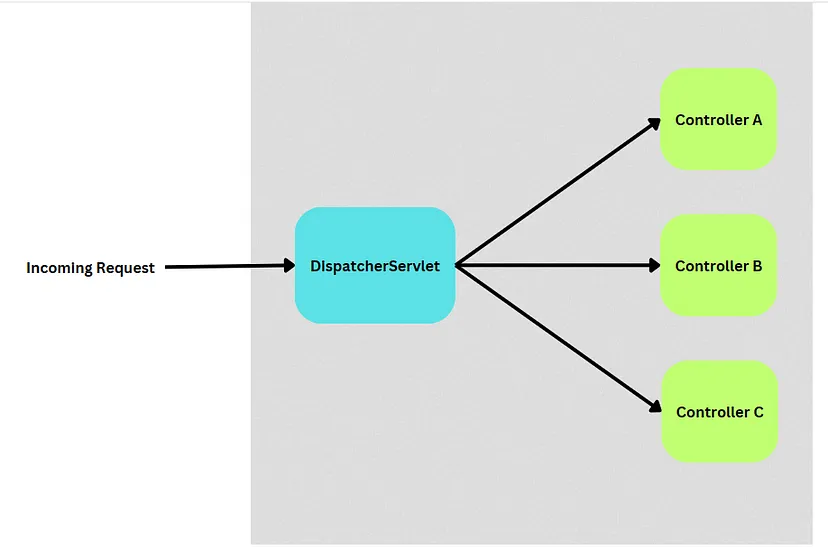 Controller A
Incoming Request
DispatcherServlet
Controller B
Controller C